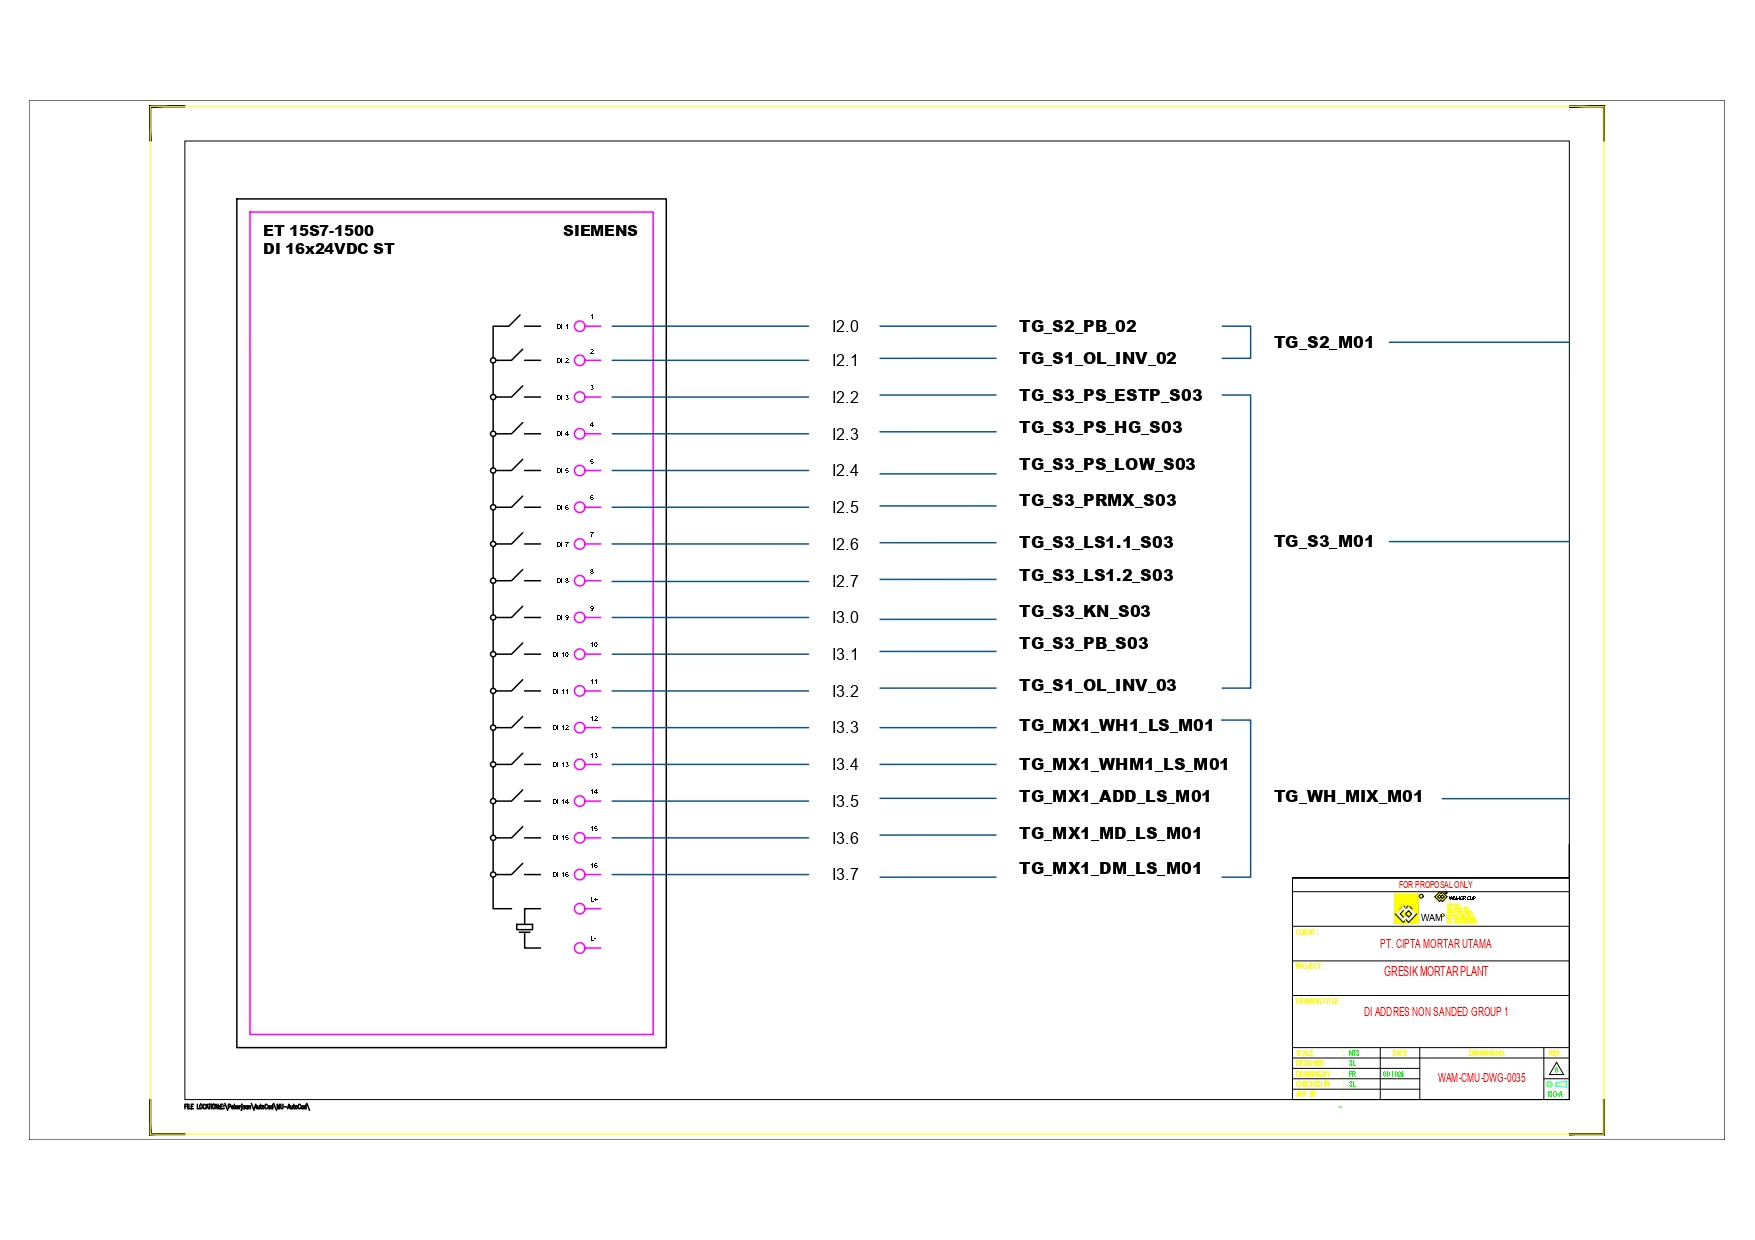 ET 15S7-1500 SIEMENS
DI 16x24VDC ST
DI 1 1 I2.0 TG_S2_PB_02
TG_S2_M01
DI 2 2 I2.1 TG_S1_OL_INV_02
DI 3 3 I2.2 TG_S3_PS_ESTP_S03
DI 4 4 I2.3 TG_S3_PS_HG_S03
DI 5 5 I2.4 TG_S3_PS_LOW_S03
DI 6 6 I2.5 TG_S3_PRMX_S03
DI 7 7 I2.6 TG_S3_LS1.1_S03 TG_S3_M01
DI 8 8 I2.7 TG_S3_LS1.2_S03
DI 9 9 I3.0 TG_S3_KN_S03
DI 10 10 I3.1 TG_S3_PB_S03
DI 11 11 I3.2 TG_S1_OL_INV_03
DI 12 12 I3.3 TG_MX1_WH1_LS_M01
DI 13 13 I3.4 TG_MX1_WHM1_LS_M01
DI 14 14 I3.5 TG_MX1_ADD_LS_M01 TG_WH_MIX_M01
DI 15 15 I3.6 TG_MX1_MD_LS_M01
DI 16 16 I3.7 TG_MX1_DM_LS_M01
L+
L-
FOR PROPOSAL ONLY
WAMGROUP
WAM®
CLIENT :
PT. CIPTA MORTAR UTAMA
PROJECT :
GRESIK MORTAR PLANT
DRAWING TITLE :
DI ADDRES NON SANDED GROUP 1
SCALE : NTS DATE DRAWING NO. REV.
DESIGNED : SL
DRAWING BY : FR WAM-CMU-DWG-0035
CHECKED BY : SL
APP. BY : ISO-A